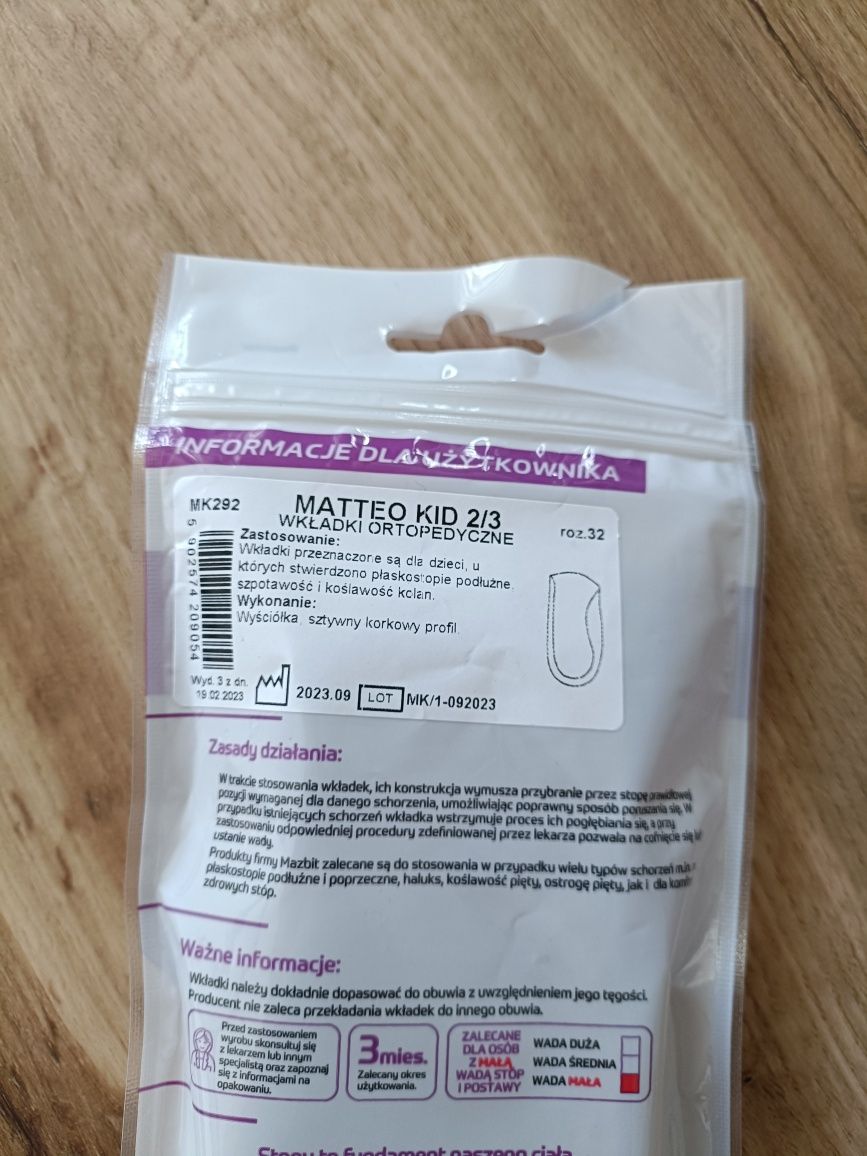 INFORMACJE DLA UŻYTKOWNIKA
MK292
MATTEO KID 2/3
WKŁADKI ORTOPEDYCZNE
roz.32
5 902574 209054
Zastosowanie:
Wkładki przeznaczone są dla dzieci, u
których stwierdzono płaskostopie podłużne,
szpotawość i koślawość kolan.
Wykonanie:
Wyściółka, sztywny korkowy profil.
Wyd. 3 z dn.
19.02.2023
2023.09
LOT
MK/1-092023
Zasady działania:
W trakcie stosowania wkładek, ich konstrukcja wymusza przybranie przez stopę prawidłowej
pozycji wymaganej dla danego schorzenia, umożliwiając poprawny sposób poruszania się. W
przypadku istniejących schorzeń wkładka wstrzymuje proces ich pogłębiania się, a przy
zastosowaniu odpowiedniej procedury zdefiniowanej przez lekarza pozwala na cofnięcie się lub
ustanie wady.
Produkty firmy Mazbit zalecane są do stosowania w przypadku wielu typów schorzeń m.in.
płaskostopie podłużne i poprzeczne, haluks, koślawość pięty, ostrogę pięty, jak i dla
zdrowych stóp.
Ważne informacje:
Wkładki należy dokładnie dopasować do obuwia z uwzględnieniem jego tęgości.
Producent nie zaleca przekładania wkładek do innego obuwia.
Przed zastosowaniem
wyrobu skonsultuj się
z lekarzem lub innym
specjalistą oraz zapoznaj
się z informacjami na
opakowaniu.
3mies.
Zalecany okres
użytkowania.
ZALECANE
DLA OSÓB
Z MAŁĄ
WADĄ STÓP
I POSTAWY
WADA DUŻA
WADA ŚREDNIA
WADA MAŁA
Stopy to fundament naszego ciała